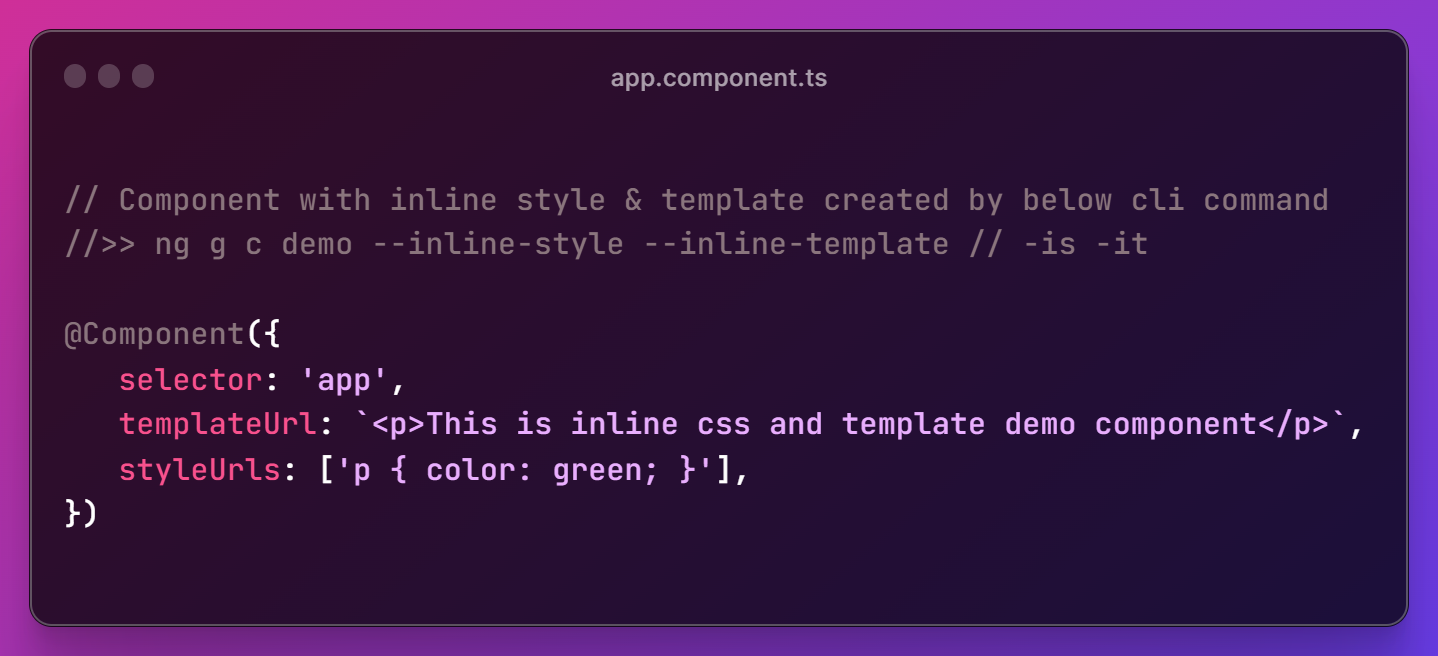 app.component.ts
// Component with inline style & template created by below cli command
//>> ng g c demo --inline-style --inline-template // -is -it
@Component({
   selector: 'app',
   templateUrl: `<p>This is inline css and template demo component</p>`,
   styleUrls: ['p { color: green; }'],
})